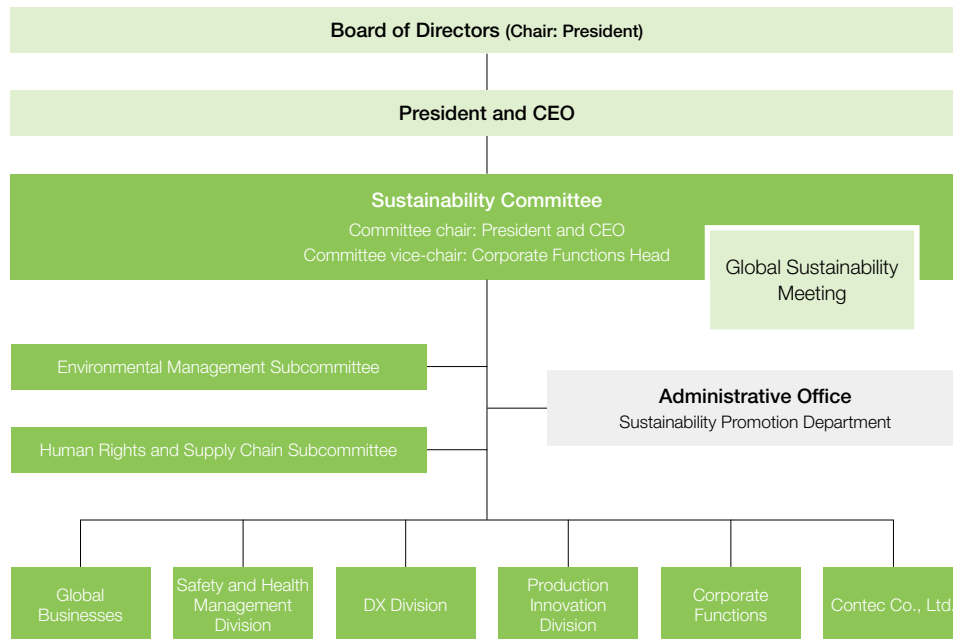 Board of Directors (Chair: President)
President and CEO
Sustainability Committee
Committee chair: President and CEO
Committee vice-chair: Corporate Functions Head
Global Sustainability
Meeting
Environmental Management Subcommittee
Administrative Office
Sustainability Promotion Department
Human Rights and Supply Chain Subcommittee
Global
Businesses
Safety and Health
Management
Division
DX Division
Production
Innovation
Division
Corporate
Functions
Contec Co., Ltd.